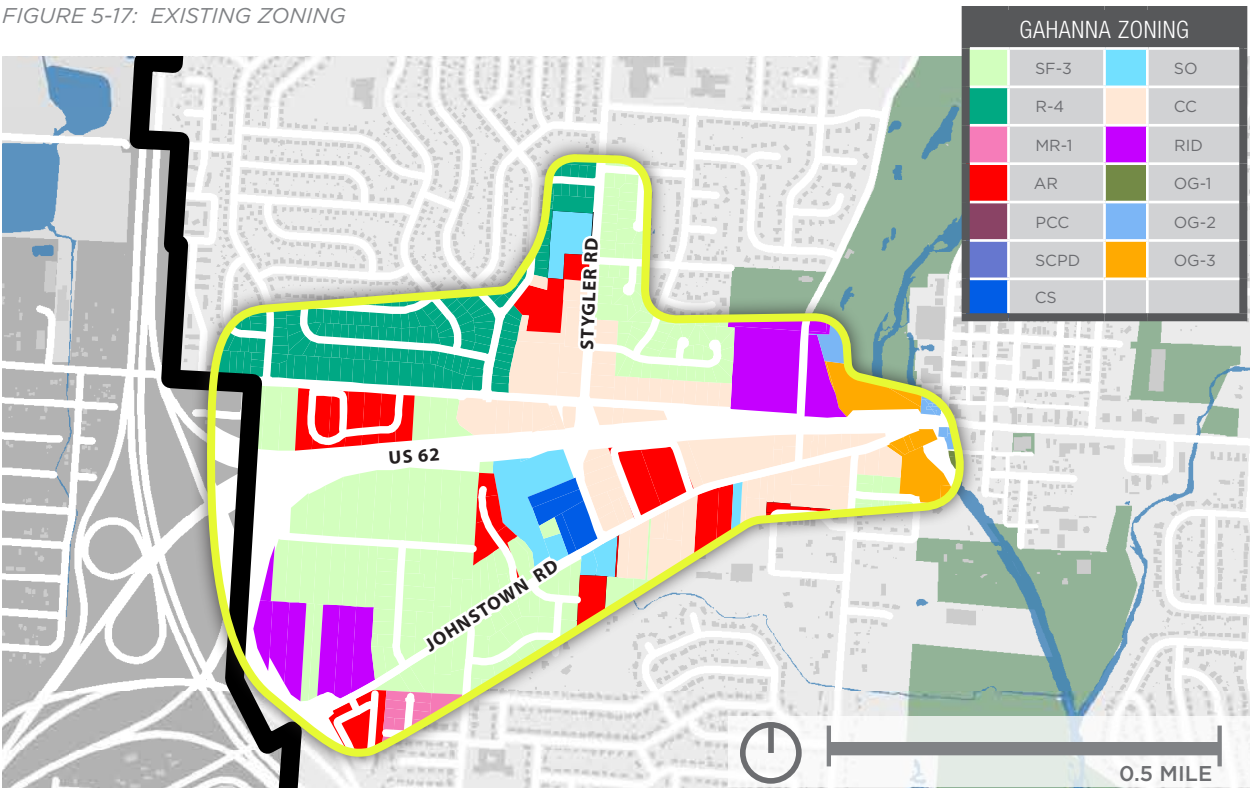 FIGURE 5-17: EXISTING ZONING
GAHANNA ZONING
SF-3 SO
R-4 CC
MR-1 RID
AR OG-1
PCC OG-2
SCPD OG-3
CS
STYGLER RD
US 62
JOHNSTOWN RD
0.5 MILE